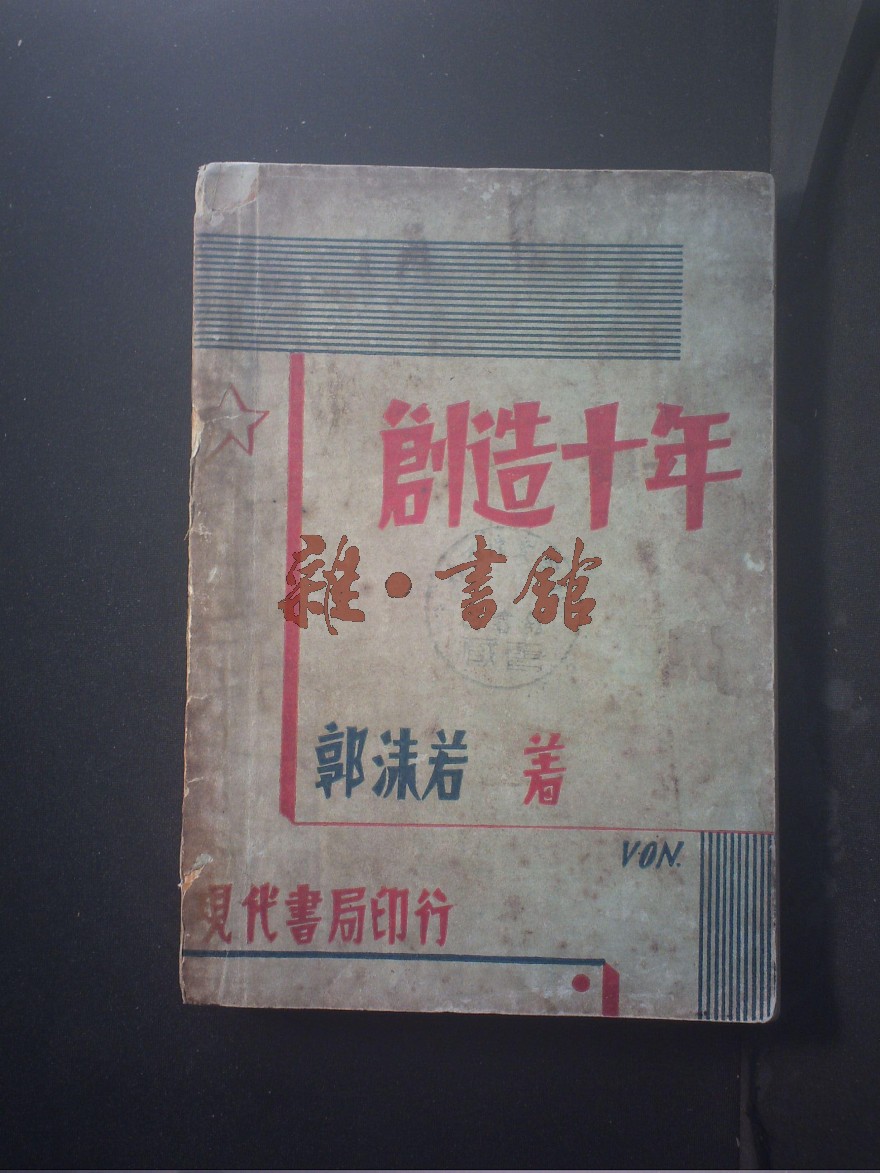 創造十年
雜·書館
郭沫若 著
VON.
現代書局印行